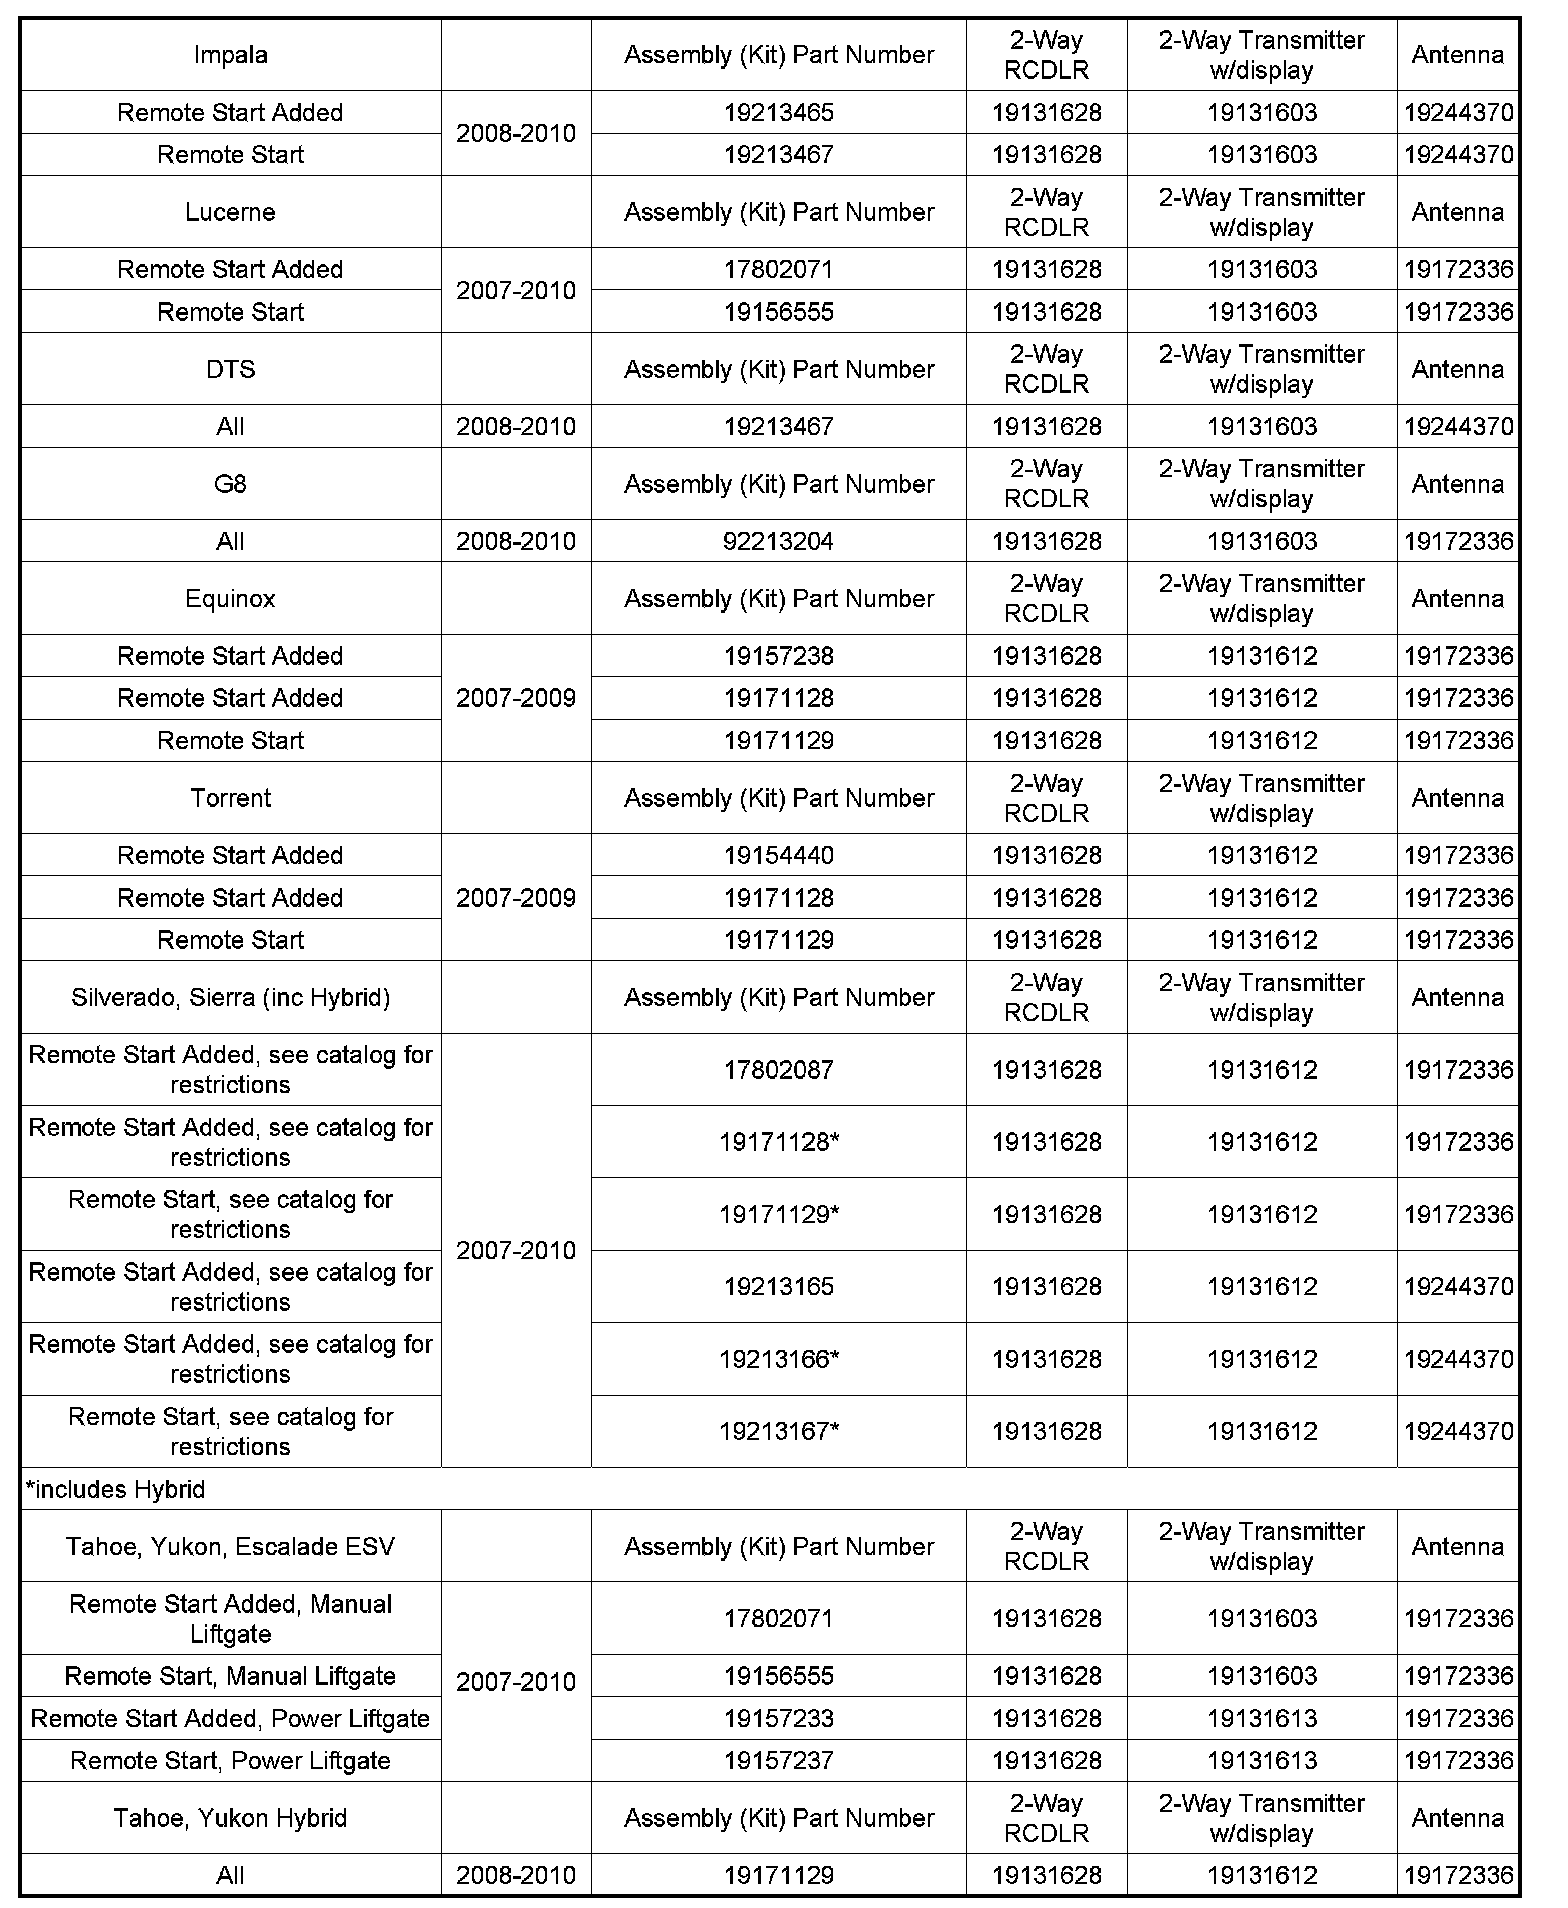 Impala Assembly (Kit) Part Number 2-Way RCDLR 2-Way Transmitter w/display Antenna
Remote Start Added 2008-2010 19213465 19131628 19131603 19244370
Remote Start 19213467 19131628 19131603 19244370
Lucerne Assembly (Kit) Part Number 2-Way RCDLR 2-Way Transmitter w/display Antenna
Remote Start Added 2007-2010 17802071 19131628 19131603 19172336
Remote Start 19156555 19131628 19131603 19172336
DTS Assembly (Kit) Part Number 2-Way RCDLR 2-Way Transmitter w/display Antenna
All 2008-2010 19213467 19131628 19131603 19244370
G8 Assembly (Kit) Part Number 2-Way RCDLR 2-Way Transmitter w/display Antenna
All 2008-2010 92213204 19131628 19131603 19172336
Equinox Assembly (Kit) Part Number 2-Way RCDLR 2-Way Transmitter w/display Antenna
Remote Start Added 19157238 19131628 19131612 19172336
Remote Start Added 2007-2009 19171128 19131628 19131612 19172336
Remote Start 19171129 19131628 19131612 19172336
Torrent Assembly (Kit) Part Number 2-Way RCDLR 2-Way Transmitter w/display Antenna
Remote Start Added 19154440 19131628 19131612 19172336
Remote Start Added 2007-2009 19171128 19131628 19131612 19172336
Remote Start 19171129 19131628 19131612 19172336
Silverado, Sierra (inc Hybrid) Assembly (Kit) Part Number 2-Way RCDLR 2-Way Transmitter w/display Antenna
Remote Start Added, see catalog for restrictions 17802087 19131628 19131612 19172336
Remote Start Added, see catalog for restrictions 19171128* 19131628 19131612 19172336
Remote Start, see catalog for restrictions 19171129* 19131628 19131612 19172336
2007-2010
Remote Start Added, see catalog for restrictions 19213165 19131628 19131612 19244370
Remote Start Added, see catalog for restrictions 19213166* 19131628 19131612 19244370
Remote Start, see catalog for restrictions 19213167* 19131628 19131612 19244370
*includes Hybrid
Tahoe, Yukon, Escalade ESV Assembly (Kit) Part Number 2-Way RCDLR 2-Way Transmitter w/display Antenna
Remote Start Added, Manual Liftgate 17802071 19131628 19131603 19172336
Remote Start, Manual Liftgate 2007-2010 19156555 19131628 19131603 19172336
Remote Start Added, Power Liftgate 19157233 19131628 19131613 19172336
Remote Start, Power Liftgate 19157237 19131628 19131613 19172336
Tahoe, Yukon Hybrid Assembly (Kit) Part Number 2-Way RCDLR 2-Way Transmitter w/display Antenna
All 2008-2010 19171129 19131628 19131612 19172336